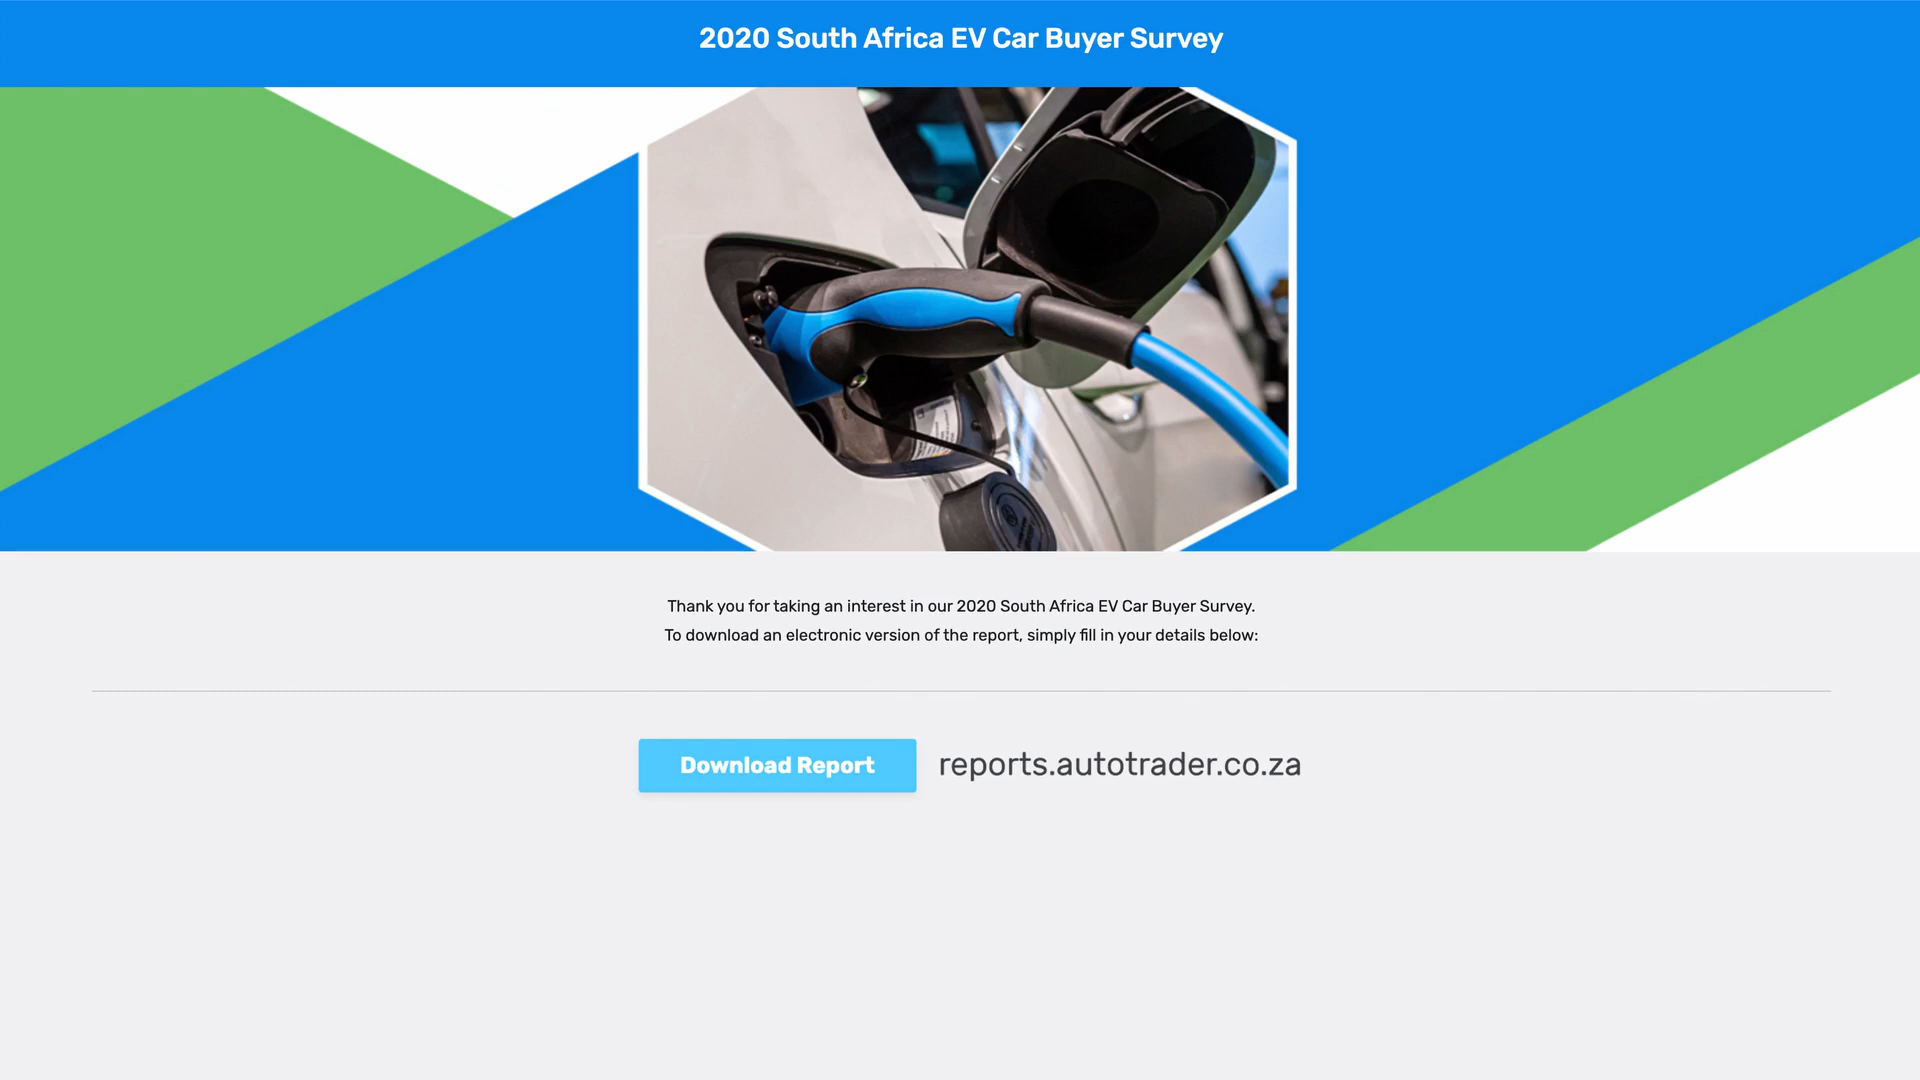 2020 South Africa EV Car Buyer Survey
Thank you for taking an interest in our 2020 South Africa EV Car Buyer Survey.
To download an electronic version of the report, simply fill in your details below:
Download Report
reports.autotrader.co.za